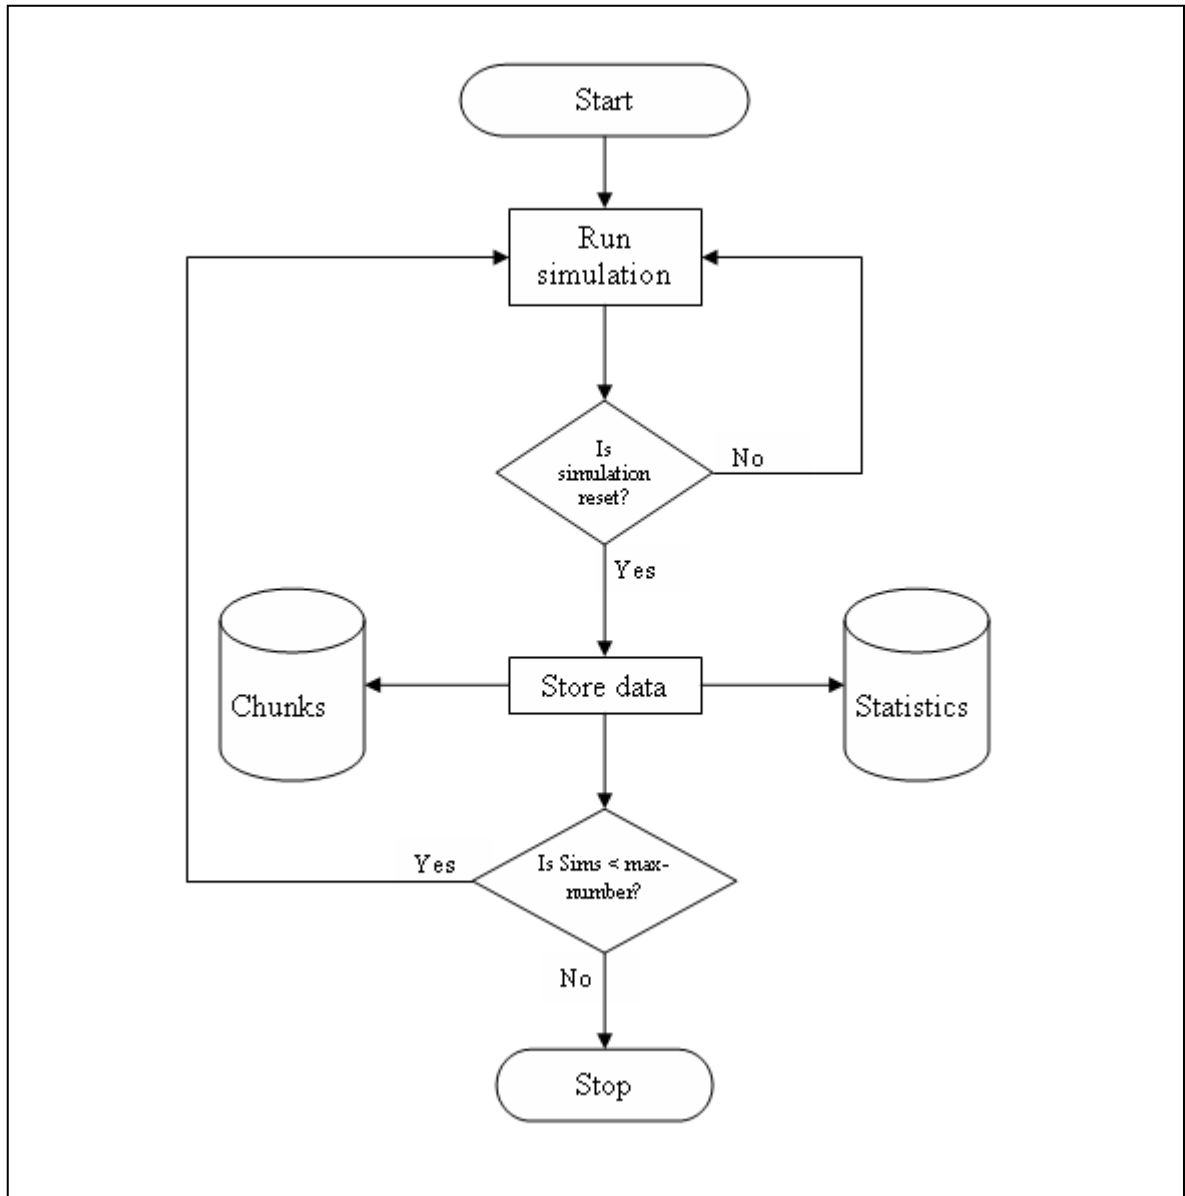 Start
Run
simulation
Is
simulation
reset?
No
Yes
Chunks
Store data
Statistics
Yes
Is Sims < max-
number?
No
Stop